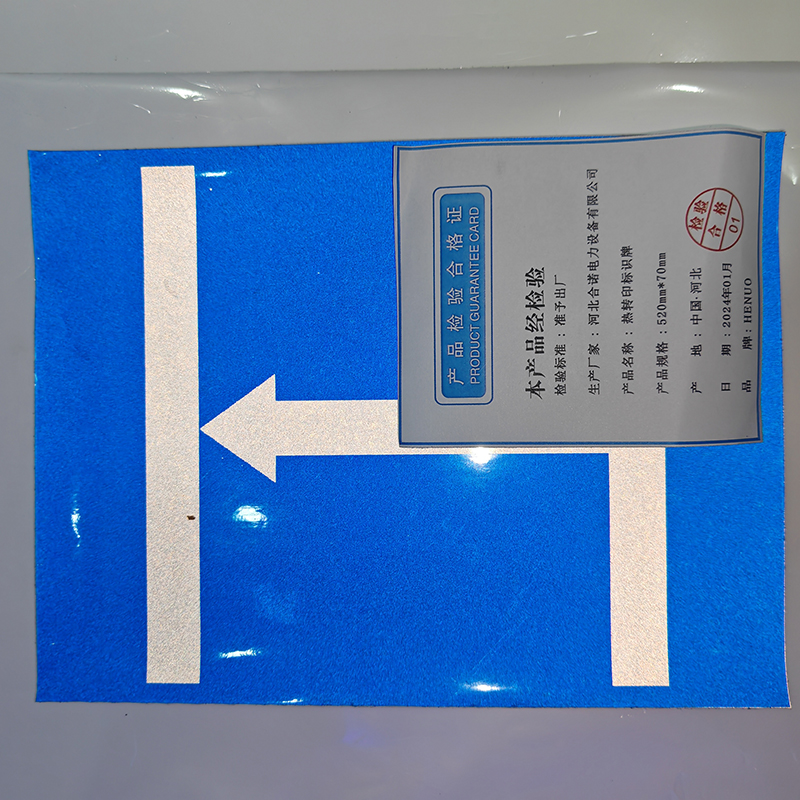 产品检验合格证
PRODUCT GUARANTEE CARD
本产品经检验
检验标准：准予出厂
生产厂家：河北合诺电力设备有限公司
产品名称：热转印标识牌
产品规格：520mm*70mm
产 地：中国·河北
日 期：2024年01月
品 牌：HENUO
检验
合格
01